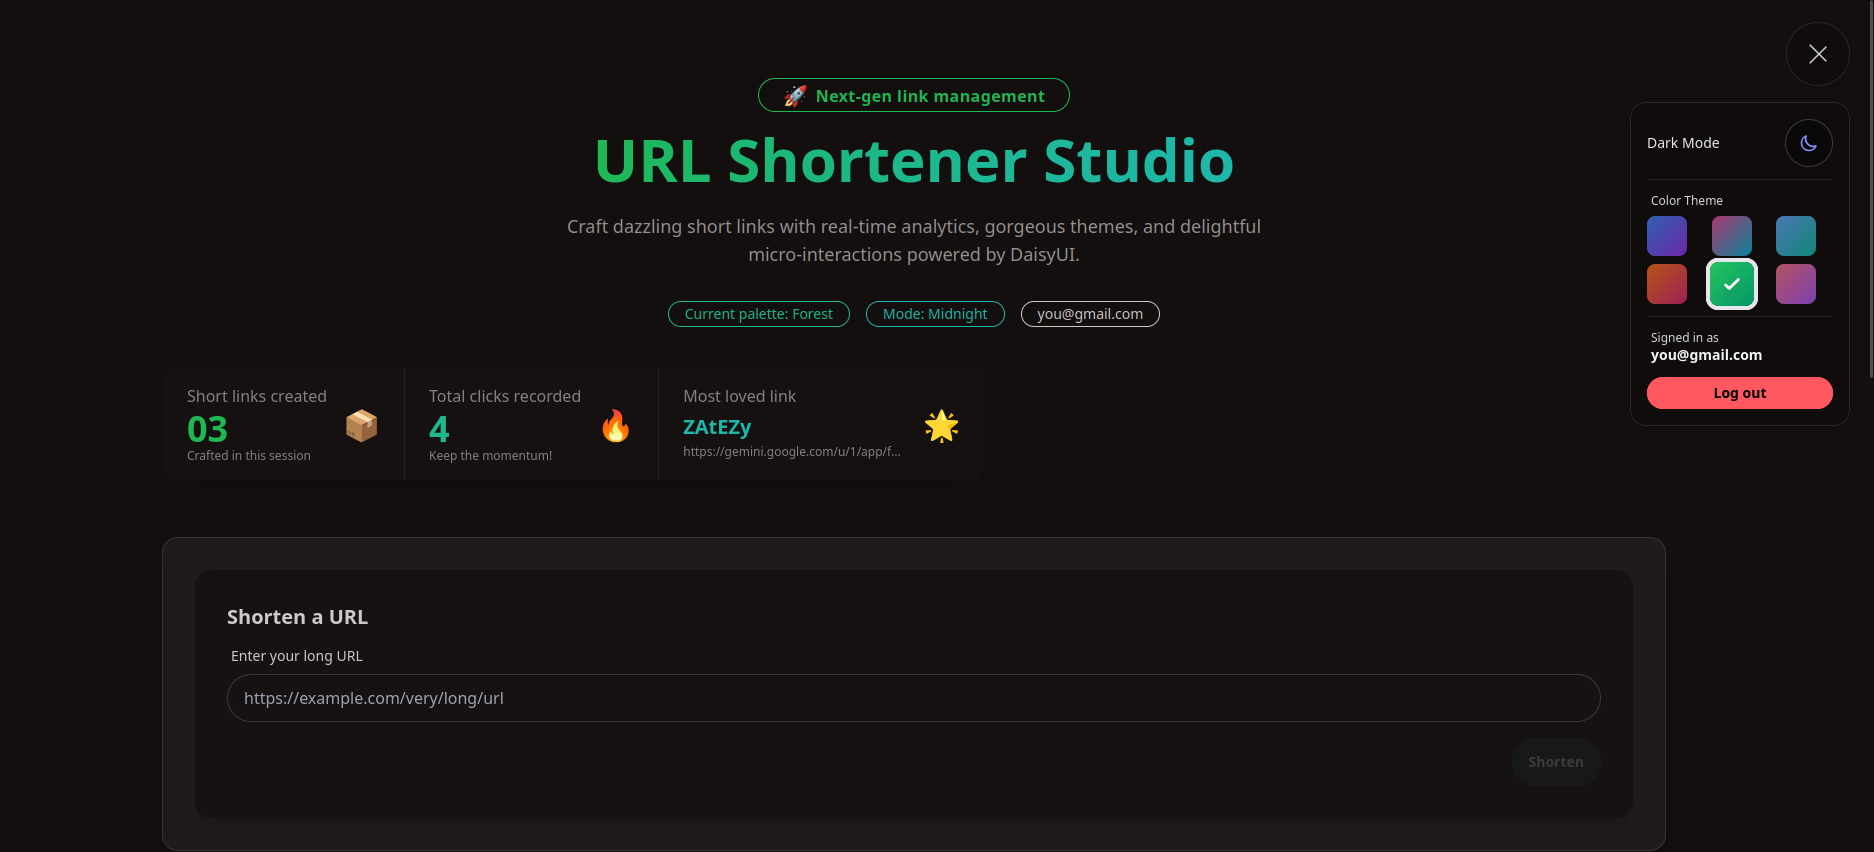 🚀 Next-gen link management
URL Shortener Studio
Craft dazzling short links with real-time analytics, gorgeous themes, and delightful
micro-interactions powered by DaisyUI.
Current palette: Forest
Mode: Midnight
you@gmail.com
Short links created
03
Crafted in this session
Total clicks recorded
4
Keep the momentum!
Most loved link
ZAtEZy
https://gemini.google.com/u/1/app/f...
Shorten a URL
Enter your long URL
https://example.com/very/long/url
Shorten
Dark Mode
Color Theme
Signed in as
you@gmail.com
Log out